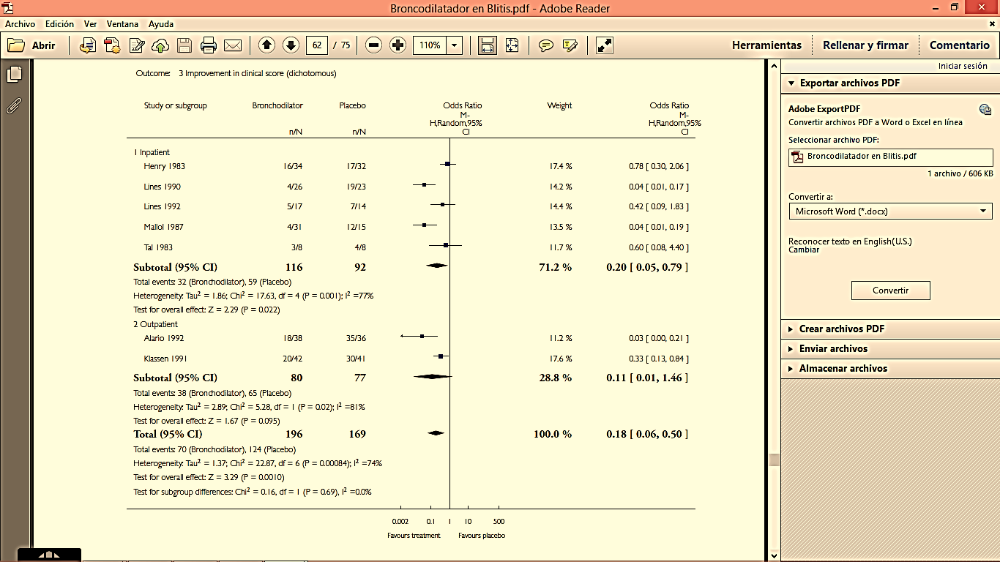 Broncodilatador en Blitis.pdf - Adobe Reader
Archivo Edición Ver Ventana Ayuda
Abrir 62 / 75 110% Herramientas Rellenar y firmar Comentario
Iniciar sesión
Exportar archivos PDF
Adobe ExportPDF
Convertir archivos PDF a Word o Excel en línea
Seleccionar archivo PDF:
Broncodilatador en Blitis.pdf
1 archivo / 606 KB
Convertir a:
Microsoft Word (*.docx)
Reconocer texto en English(U.S.)
Cambiar
Convertir
Crear archivos PDF
Enviar archivos
Almacenar archivos
Outcome: 3 Improvement in clinical score (dichotomous)
Study or subgroup Bronchodilator Placebo Odds Ratio Weight Odds Ratio
M- M-
H,Random,95% H,Random,95%
n/N n/N CI CI
1 Inpatient
Henry 1983 16/34 17/32 17.4 % 0.78 [ 0.30, 2.06 ]
Lines 1990 4/26 19/23 14.2 % 0.04 [ 0.01, 0.17 ]
Lines 1992 5/17 7/14 14.4 % 0.42 [ 0.09, 1.83 ]
Mallol 1987 4/31 12/15 13.5 % 0.04 [ 0.01, 0.19 ]
Tal 1983 3/8 4/8 11.7 % 0.60 [ 0.08, 4.40 ]
Subtotal (95% CI) 116 92 71.2 % 0.20 [ 0.05, 0.79 ]
Total events: 32 (Bronchodilator), 59 (Placebo)
Heterogeneity: Tau² = 1.86; Chi² = 17.63, df = 4 (P = 0.001); I² =77%
Test for overall effect: Z = 2.29 (P = 0.022)
2 Outpatient
Alario 1992 18/38 35/36 11.2 % 0.03 [ 0.00, 0.21 ]
Klassen 1991 20/42 30/41 17.6 % 0.33 [ 0.13, 0.84 ]
Subtotal (95% CI) 80 77 28.8 % 0.11 [ 0.01, 1.46 ]
Total events: 38 (Bronchodilator), 65 (Placebo)
Heterogeneity: Tau² = 2.89; Chi² = 5.28, df = 1 (P = 0.02); I² =81%
Test for overall effect: Z = 1.67 (P = 0.095)
Total (95% CI) 196 169 100.0 % 0.18 [ 0.06, 0.50 ]
Total events: 70 (Bronchodilator), 124 (Placebo)
Heterogeneity: Tau² = 1.37; Chi² = 22.87, df = 6 (P = 0.00084); I² =74%
Test for overall effect: Z = 3.29 (P = 0.0010)
Test for subgroup differences: Chi² = 0.16, df = 1 (P = 0.69), I² =0.0%
0.002 0.1 1 10 500
Favours treatment Favours placebo